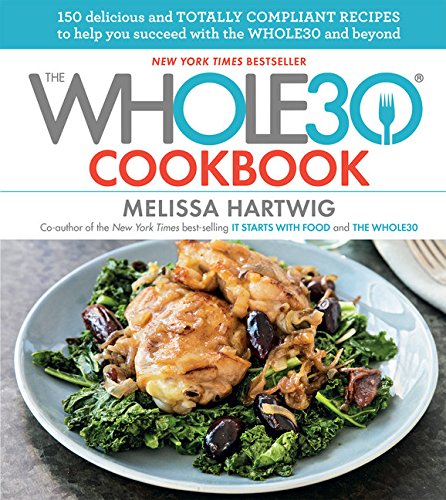 150 delicious and TOTALLY COMPLIANT RECIPES
to help you succeed with the WHOLE30 and beyond
NEW YORK TIMES BESTSELLER
THE WHOLE30®
COOKBOOK
MELISSA HARTWIG
Co-author of the New York Times best-selling IT STARTS WITH FOOD and THE WHOLE30